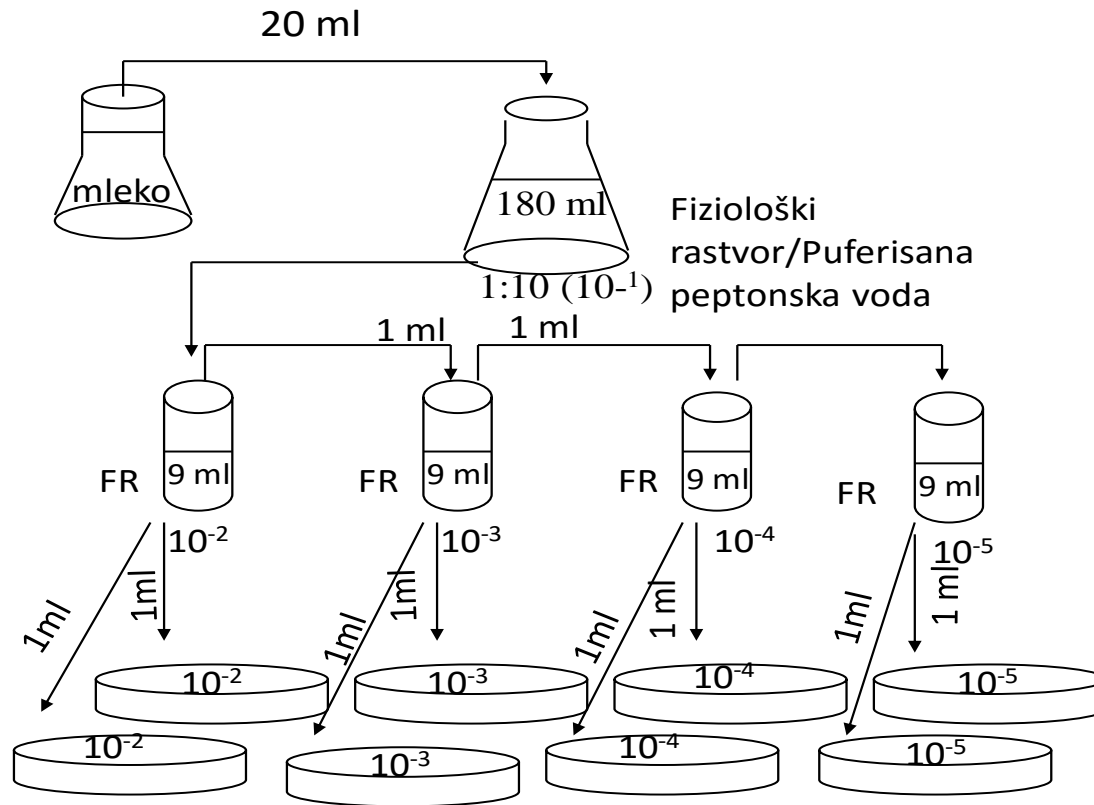 20 ml
mleko
180 ml
Fiziološki
rastvor/Puferisana
peptonska voda
1:10 (10-¹)
1 ml
1 ml
FR
9 ml
FR
9 ml
FR
9 ml
FR
9 ml
10⁻²
10⁻³
10⁻⁴
10⁻⁵
1ml
1ml
1ml
1ml
1ml
1 ml
1ml
1 ml
10⁻²
10⁻³
10⁻⁴
10⁻⁵
10⁻²
10⁻³
10⁻⁴
10⁻⁵